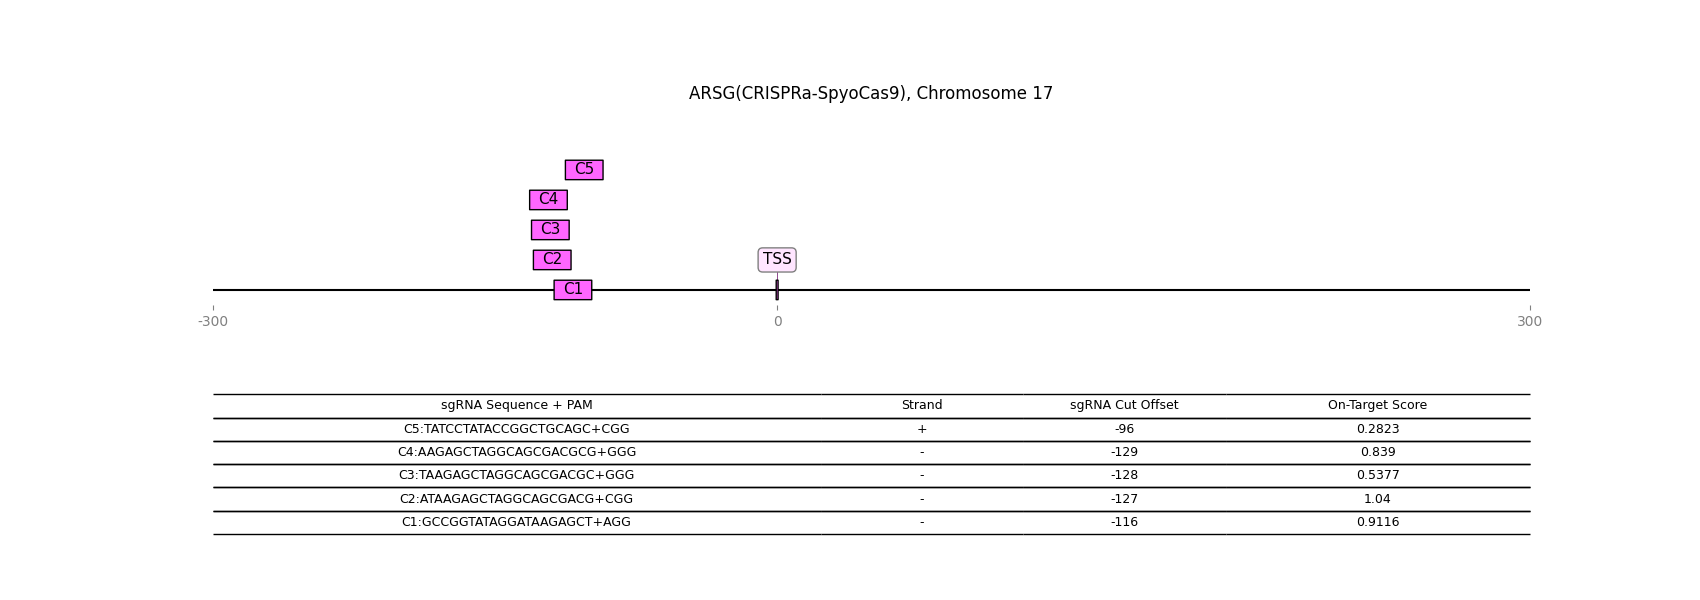 ARSG(CRISPRa-SpyoCas9), Chromosome 17
C5
C4
C3
C2
TSS
C1
-300 0 300
sgRNA Sequence + PAM Strand sgRNA Cut Offset On-Target Score
C5:TATCCTATACCGGCTGCAGC+CGG + -96 0.2823
C4:AAGAGCTAGGCAGCGACGCG+GGG - -129 0.839
C3:TAAGAGCTAGGCAGCGACGC+GGG - -128 0.5377
C2:ATAAGAGCTAGGCAGCGACG+CGG - -127 1.04
C1:GCCGGTATAGGATAAGAGCT+AGG - -116 0.9116